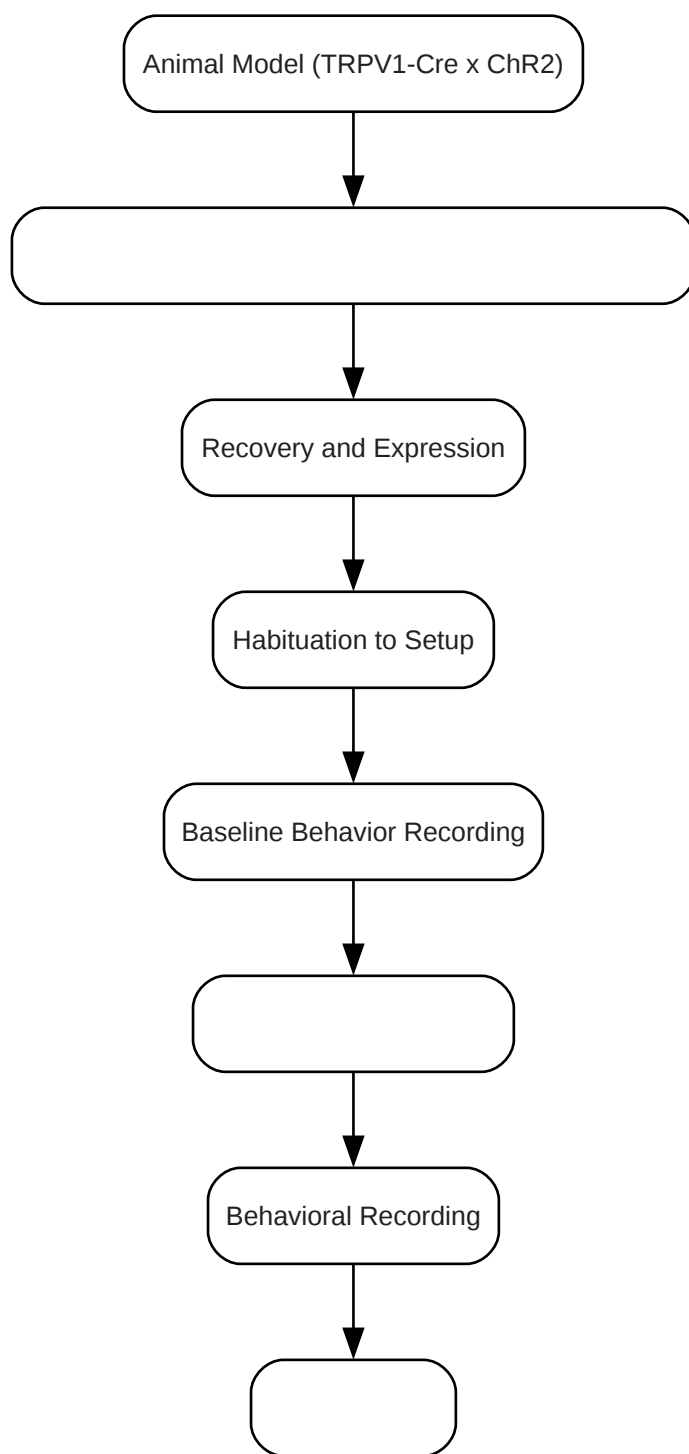 Animal Model (TRPV1-Cre x ChR2)
Recovery and Expression
Habituation to Setup
Baseline Behavior Recording
Behavioral Recording